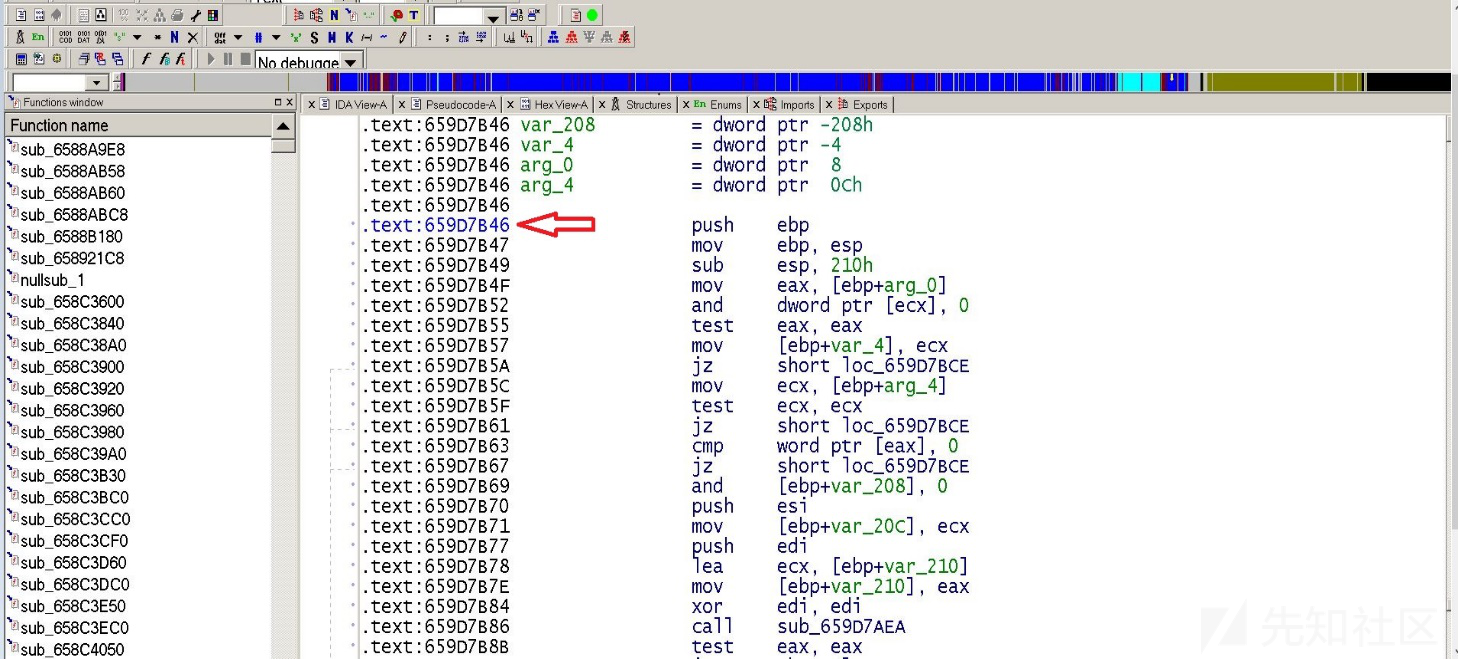 No debugge
Functions window
IDA View-A
Pseudocode-A
Hex View-A
Structures
En Enums
Imports
Exports
Function name
sub_6588A9E8
sub_6588AB58
sub_6588AB60
sub_6588ABC8
sub_6588B180
sub_658921C8
nullsub_1
sub_658C3600
sub_658C3840
sub_658C38A0
sub_658C3900
sub_658C3920
sub_658C3960
sub_658C3980
sub_658C39A0
sub_658C3B30
sub_658C3BC0
sub_658C3CC0
sub_658C3CF0
sub_658C3D60
sub_658C3DC0
sub_658C3E50
sub_658C3EC0
sub_658C4050
.text:659D7B46 var_208 = dword ptr -208h
.text:659D7B46 var_4 = dword ptr -4
.text:659D7B46 arg_0 = dword ptr 8
.text:659D7B46 arg_4 = dword ptr 0Ch
.text:659D7B46
.text:659D7B46 push ebp
.text:659D7B47 mov ebp, esp
.text:659D7B49 sub esp, 210h
.text:659D7B4F mov eax, [ebp+arg_0]
.text:659D7B52 and dword ptr [ecx], 0
.text:659D7B55 test eax, eax
.text:659D7B57 mov [ebp+var_4], ecx
.text:659D7B5A jz short loc_659D7BCE
.text:659D7B5C mov ecx, [ebp+arg_4]
.text:659D7B5F test ecx, ecx
.text:659D7B61 jz short loc_659D7BCE
.text:659D7B63 cmp word ptr [eax], 0
.text:659D7B67 jz short loc_659D7BCE
.text:659D7B69 and [ebp+var_208], 0
.text:659D7B70 push esi
.text:659D7B71 mov [ebp+var_20C], ecx
.text:659D7B77 push edi
.text:659D7B78 lea ecx, [ebp+var_210]
.text:659D7B7E mov [ebp+var_210], eax
.text:659D7B84 xor edi, edi
.text:659D7B86 call sub_659D7AEA
.text:659D7B8B test eax, eax
先知社区